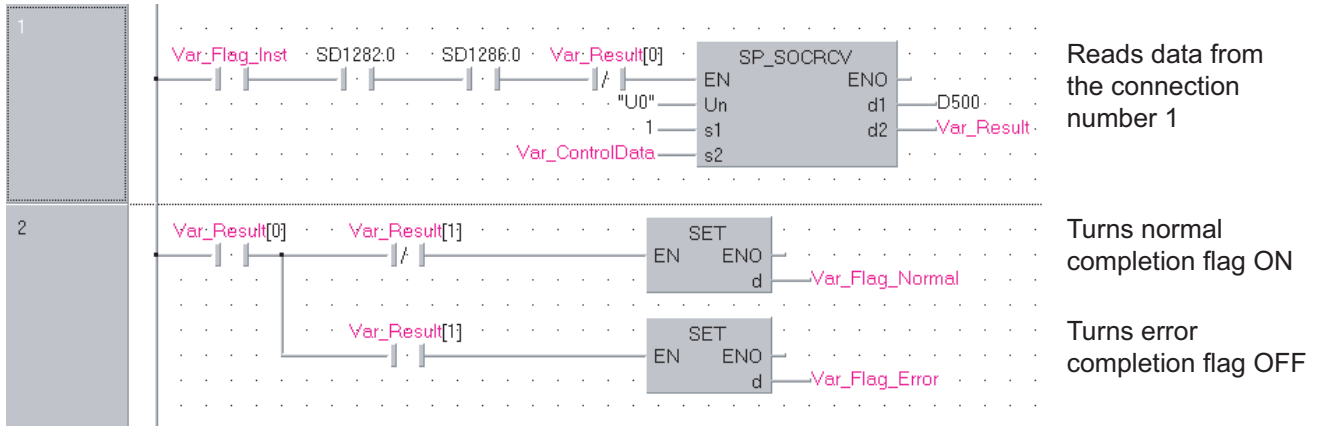 1
Var_Flag_Inst SD1282.0 SD1286.0 Var_Result[0] SP_SOCRCV
EN ENO
"U0" Un d1 D500
1 s1 d2 Var_Result
Var_ControlData s2
Reads data from
the connection
number 1
2
Var_Result[0] Var_Result[1] SET
EN ENO
d Var_Flag_Normal
Turns normal
completion flag ON
Var_Result[1] SET
EN ENO
d Var_Flag_Error
Turns error
completion flag OFF